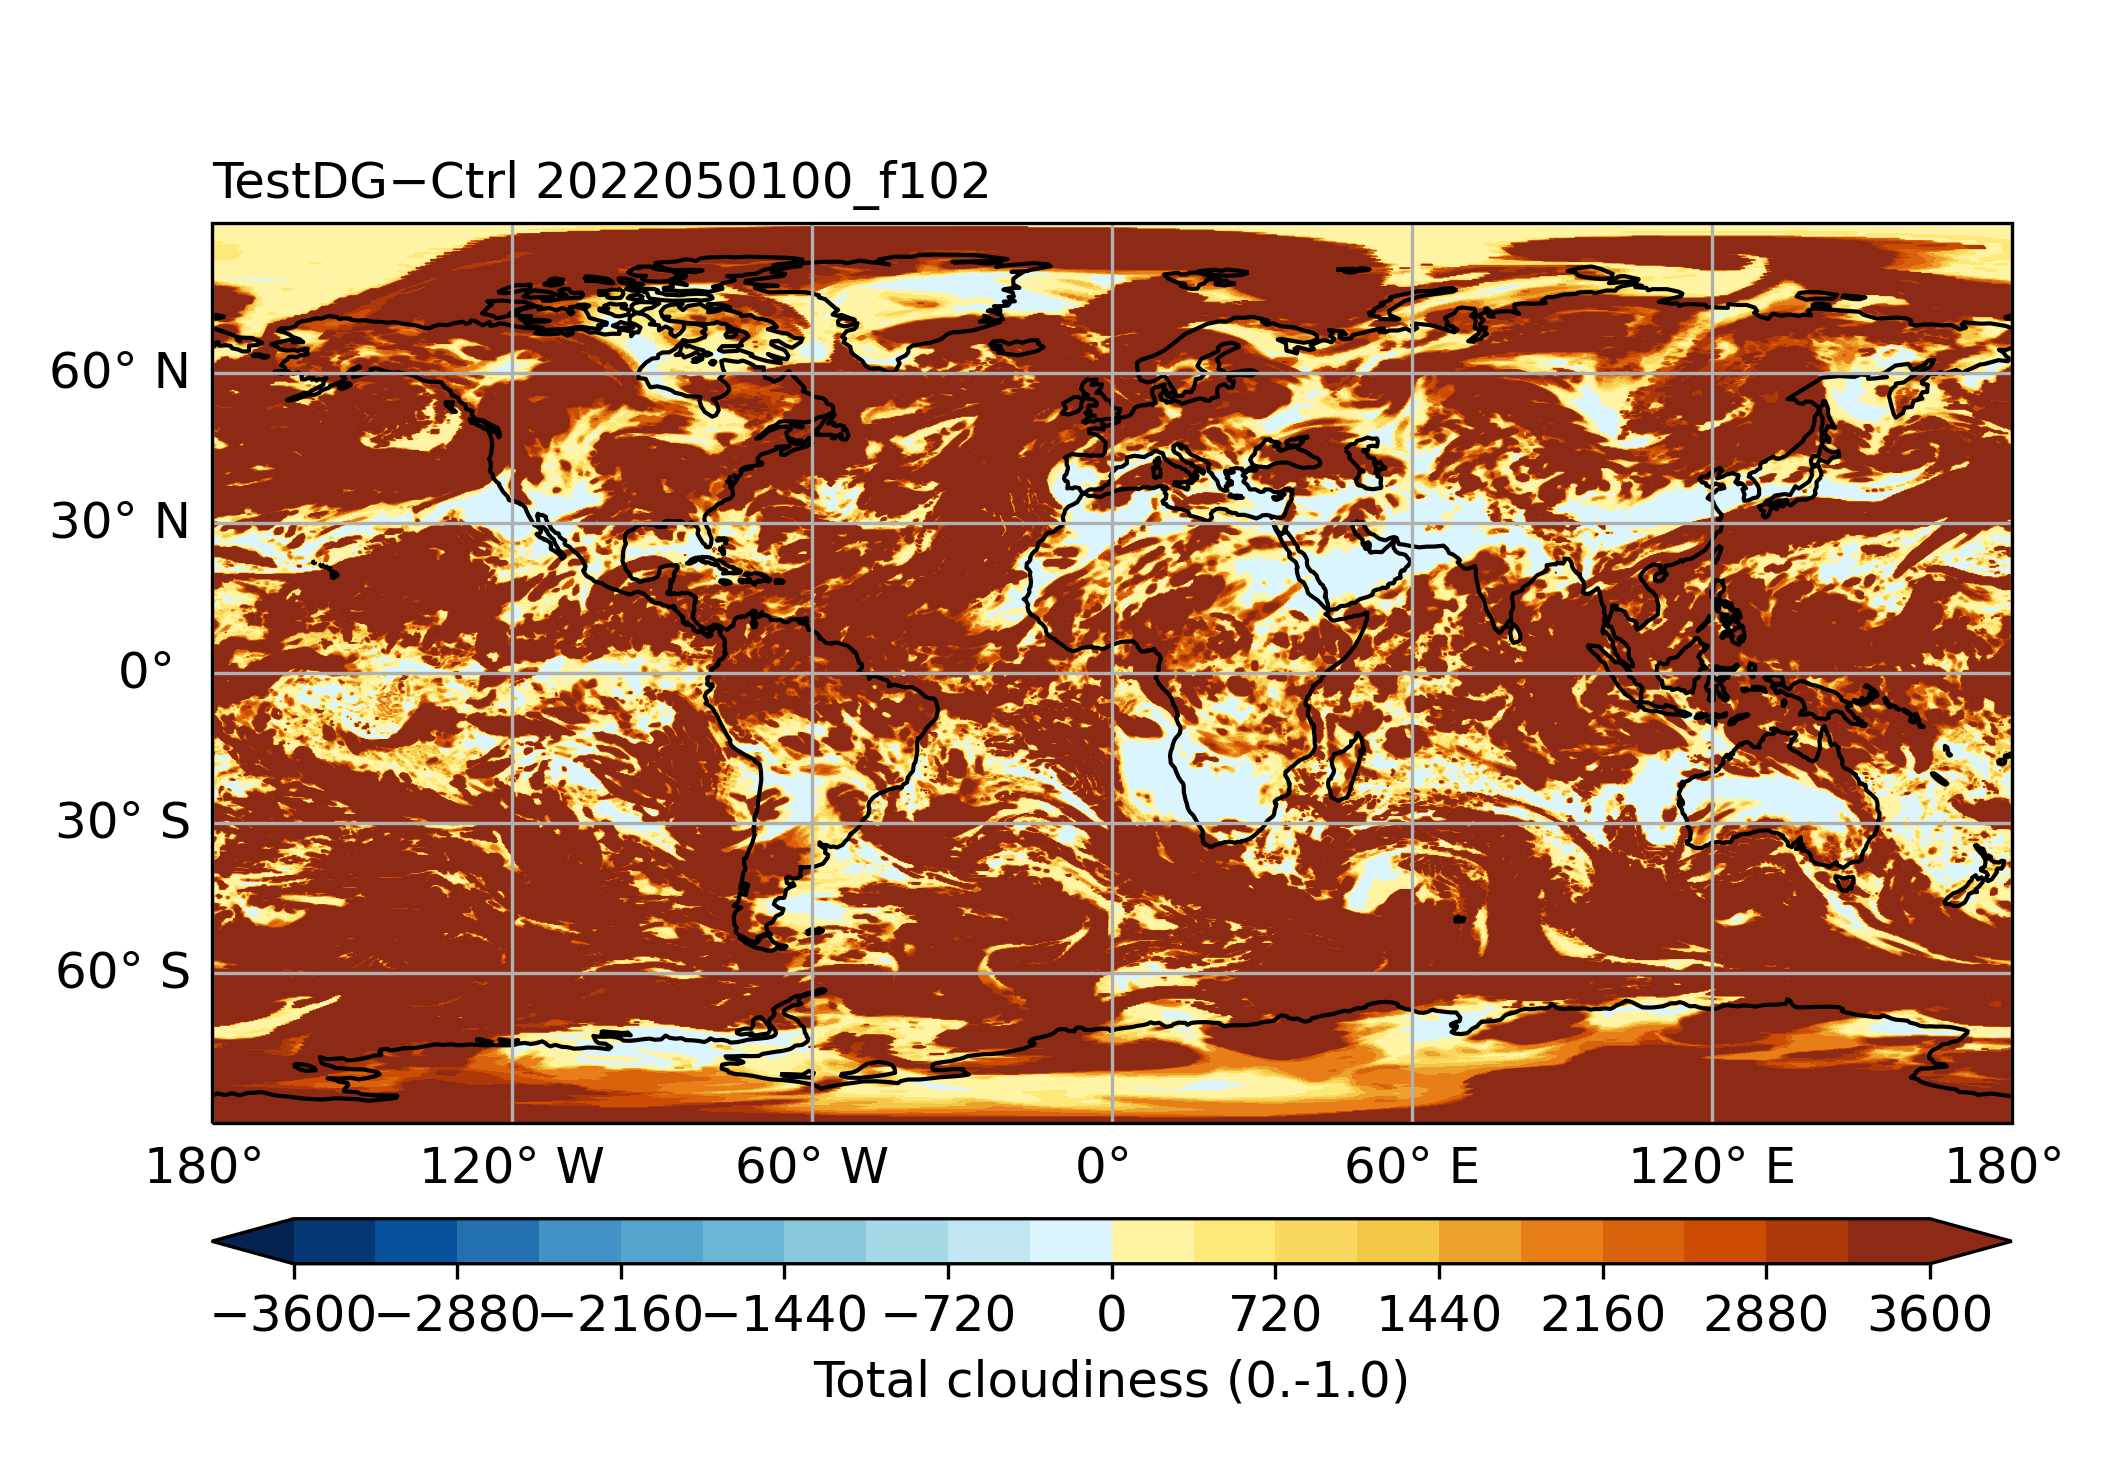 TestDG−Ctrl 2022050100_f102
60° N
30° N
0°
30° S
60° S
180° 120° W 60° W 0° 60° E 120° E 180°
−3600 −2880 −2160 −1440 −720 0 720 1440 2160 2880 3600
Total cloudiness (0.-1.0)